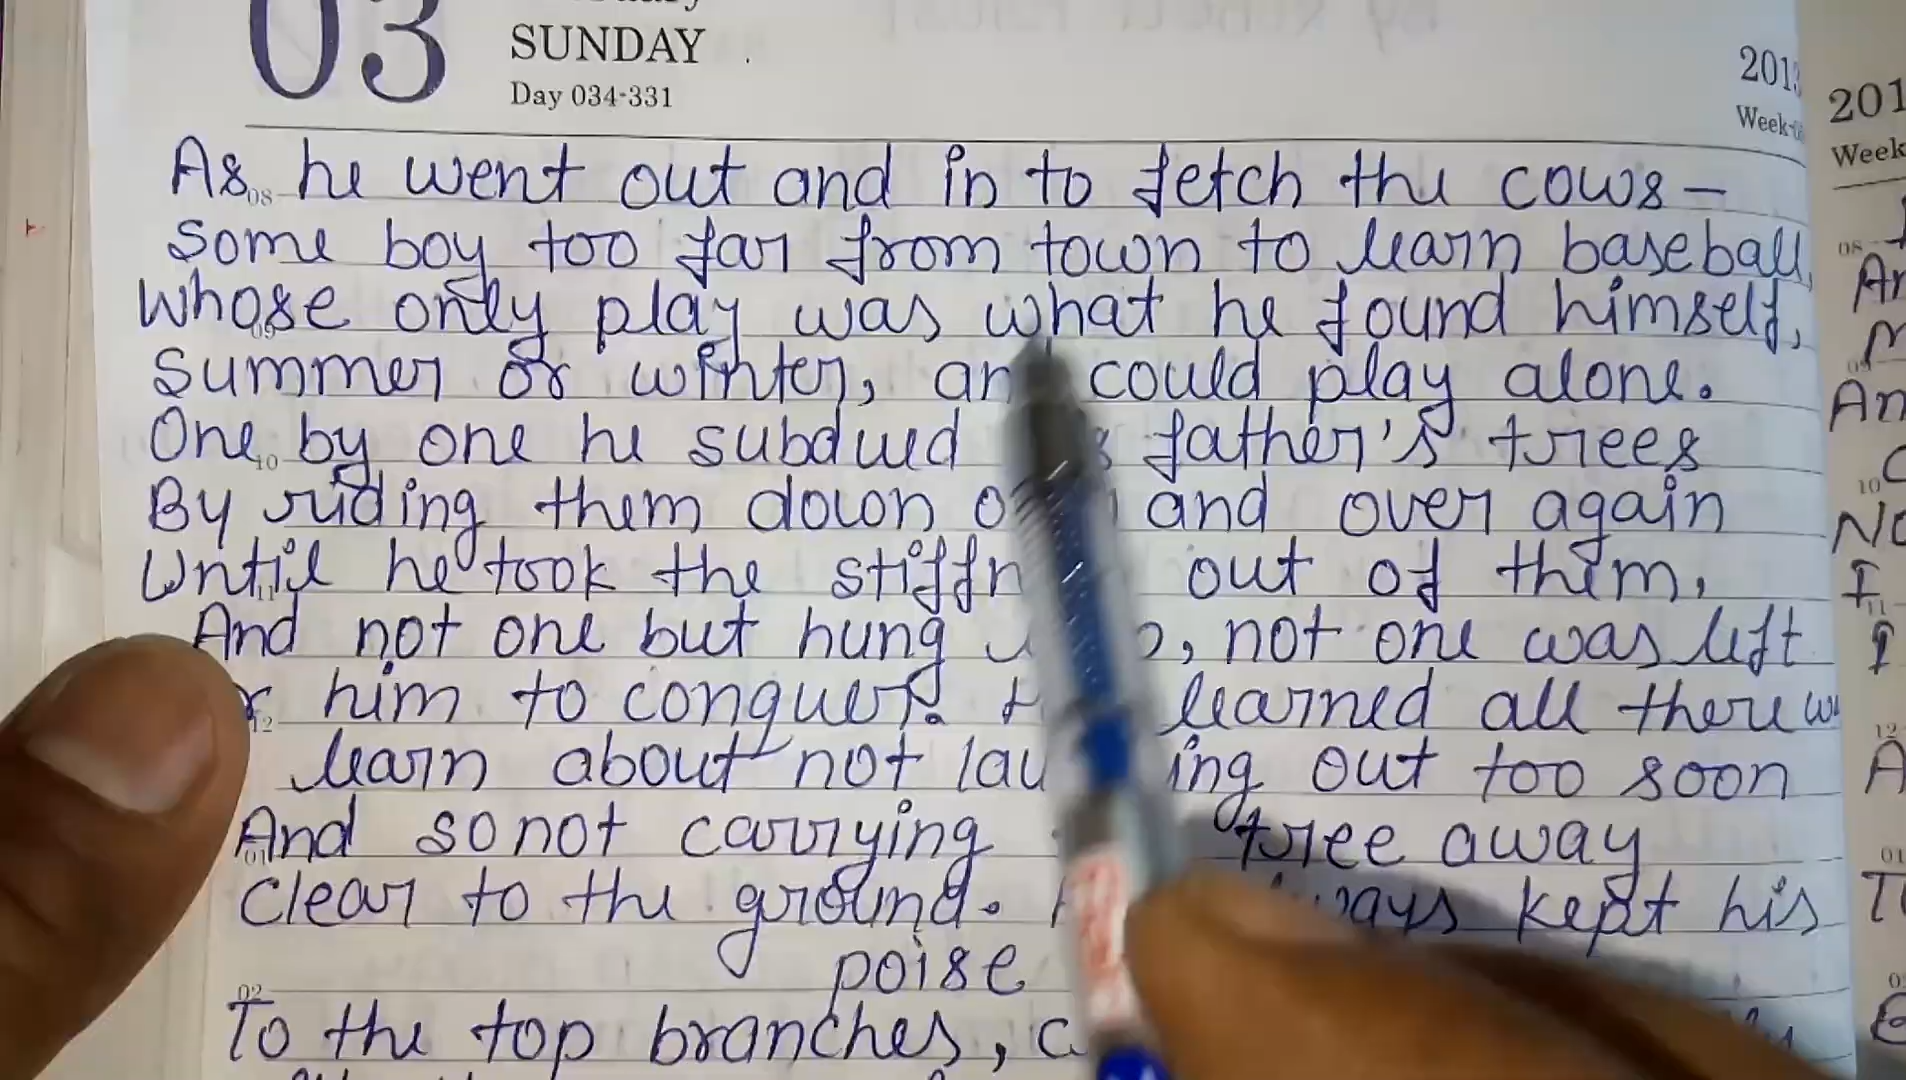 03
SUNDAY
Day 034-331
201
Week
201
Week
As he went out and in to fetch the cows –
Some boy too far from town to learn baseball,
Whose only play was what he found himself,
Summer or winter, and could play alone.
One by one he subdued father's trees
By riding them down and over again
Until he took the out of them,
And not one but hung not one was left
him to conquer. learned all there
learn about not out too soon
And so not carrying tree away
Clear to the ground. kept his
poise
To the top branches,